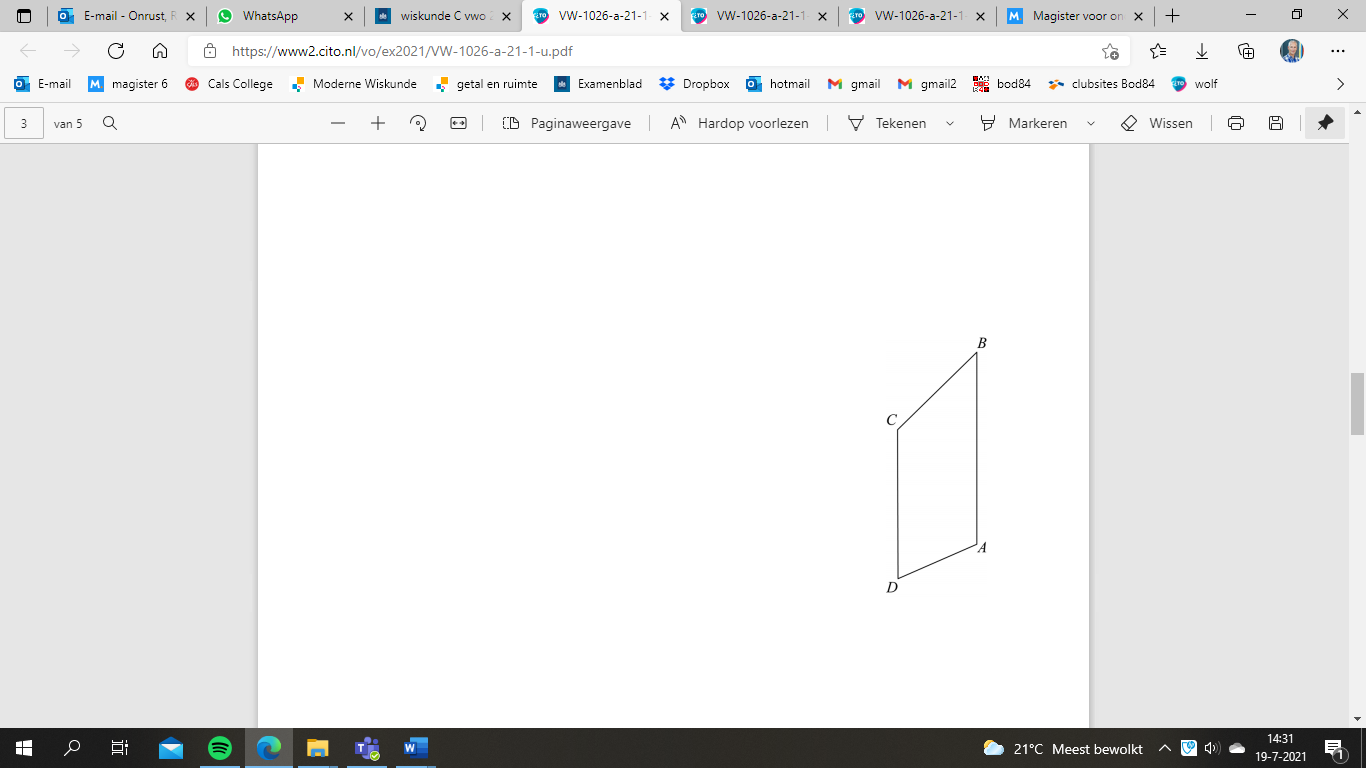 E-mail - Onrust, R
WhatsApp
wiskunde C vwo 2
VW-1026-a-21-1-
VW-1026-a-21-1-
VW-1026-a-21-1-
Magister voor on
https://www2.cito.nl/vo/ex2021/VW-1026-a-21-1-u.pdf
E-mail
magister 6
Cals College
Moderne Wiskunde
getal en ruimte
Examenblad
Dropbox
hotmail
gmail
gmail2
bod84
clubsites Bod84
wolf
3 van 5
Paginaweergave
Hardop voorlezen
Tekenen
Markeren
Wissen
B
C
A
D
21°C Meest bewolkt
14:31
19-7-2021
1